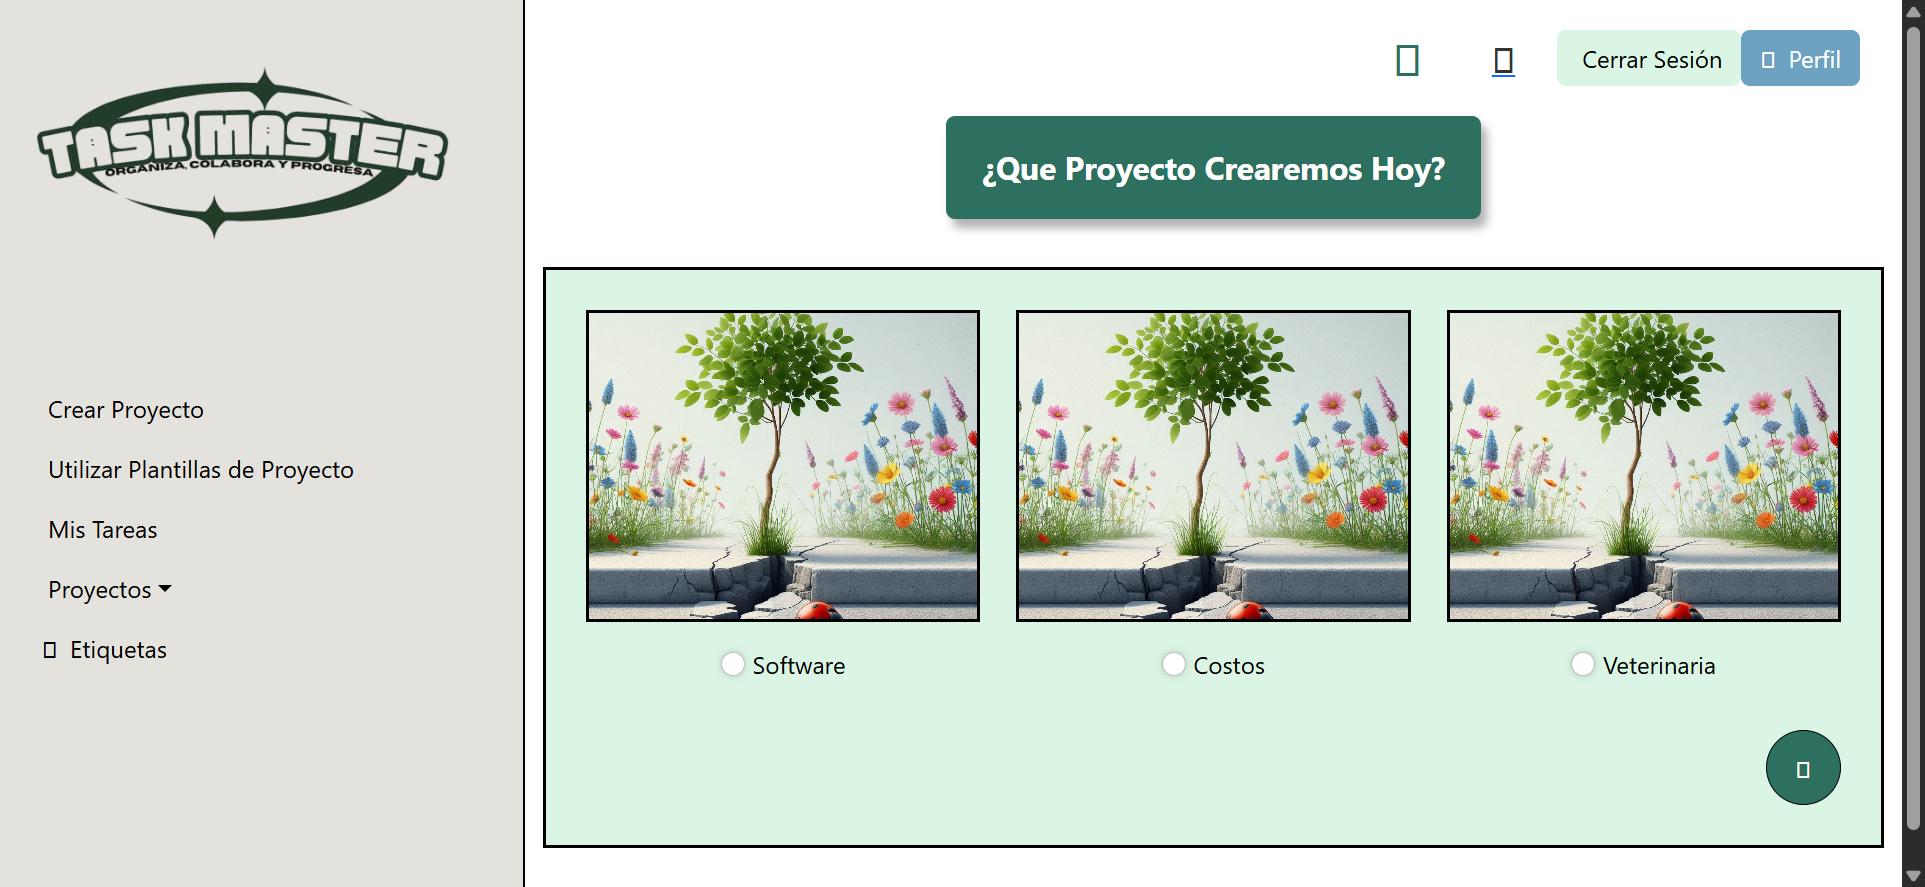 TASK MASTER
ORGANIZA, COLABORA Y PROGRESA
Crear Proyecto
Utilizar Plantillas de Proyecto
Mis Tareas
Proyectos
Etiquetas
Cerrar Sesión
Perfil
¿Que Proyecto Crearemos Hoy?
Software
Costos
Veterinaria